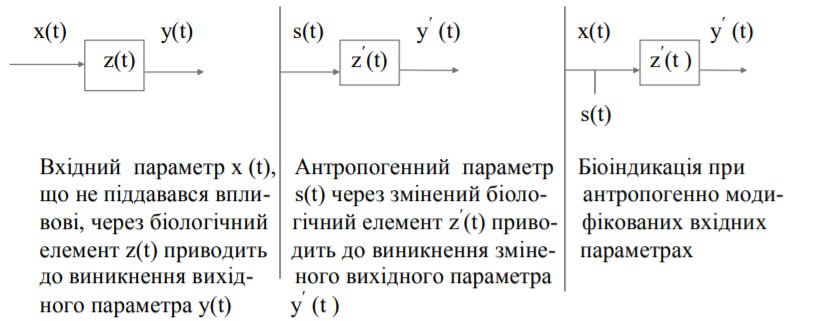 x(t)
y(t)
z(t)
Вхідний параметр x (t),
що не піддавався впли-
вові, через біологічний
елемент z(t) приводить
до виникнення вихід-
ного параметра y(t)
s(t)
y′ (t)
z′(t)
Антропогенний параметр
s(t) через змінений біоло-
гічний елемент z′(t) приво-
дить до виникнення зміне-
ного вихідного параметра
y′ (t )
x(t)
y′ (t)
z′(t )
s(t)
Біоіндикація при
антропогенно моди-
фікованих вхідних
параметрах